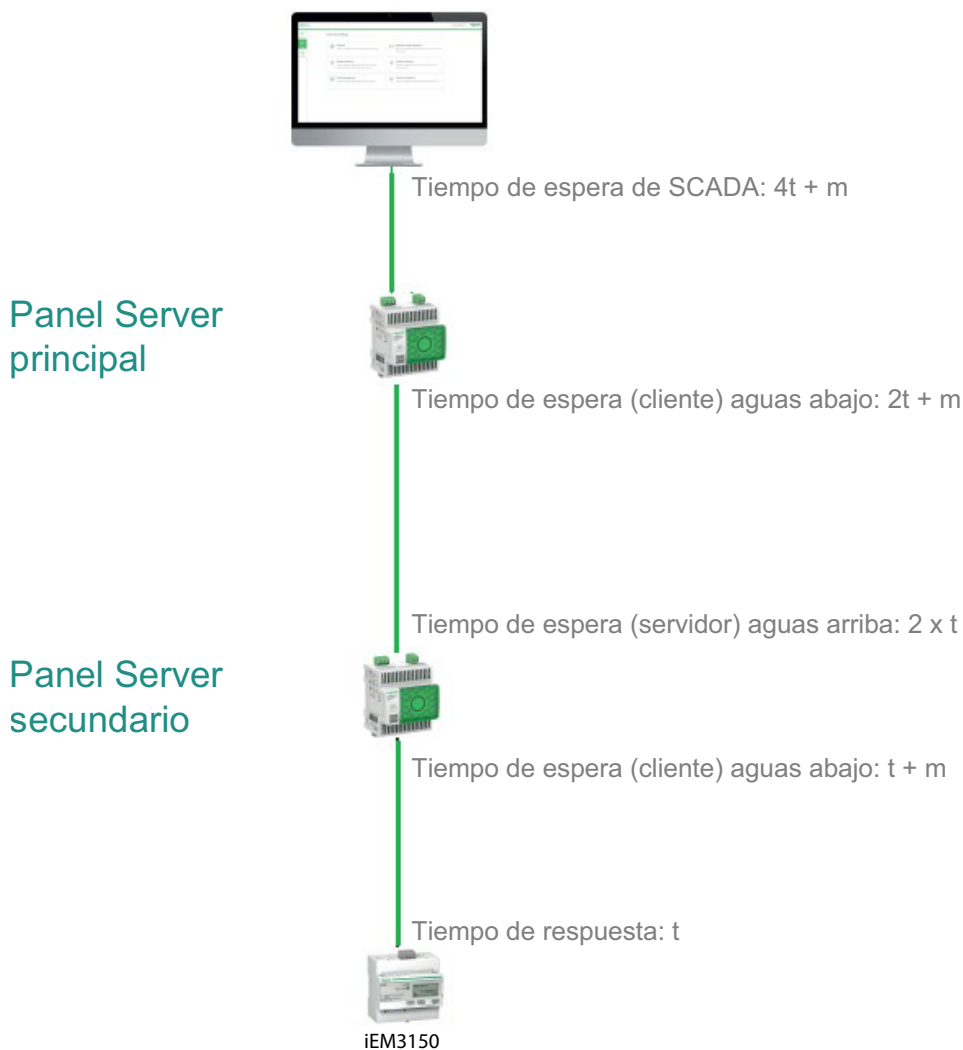 Tiempo de espera de SCADA: 4t + m
Panel Server
principal
Tiempo de espera (cliente) aguas abajo: 2t + m
Tiempo de espera (servidor) aguas arriba: 2 x t
Panel Server
secundario
Tiempo de espera (cliente) aguas abajo: t + m
Tiempo de respuesta: t
iEM3150